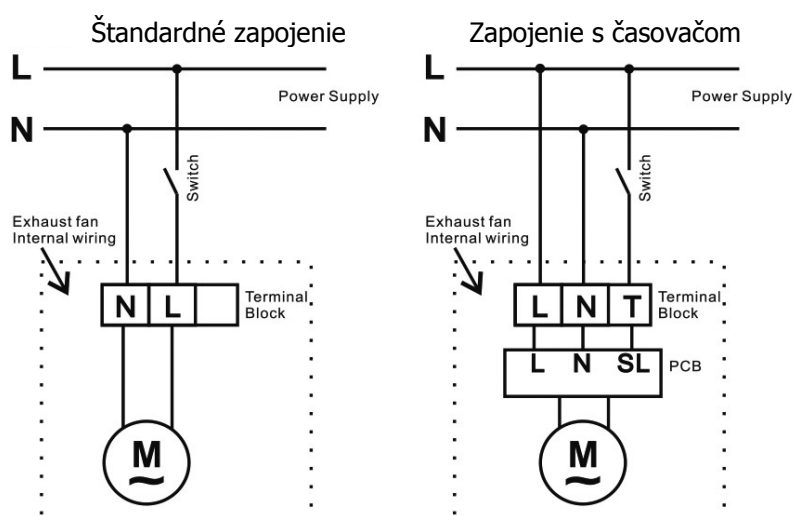 Štandardné zapojenie
L
Power Supply
N
Switch
Exhaust fan
Internal wiring
N L
Terminal
Block
M
~
Zapojenie s časovačom
L
Power Supply
N
Switch
Exhaust fan
Internal wiring
L N T
Terminal
Block
L N SL
PCB
M
~